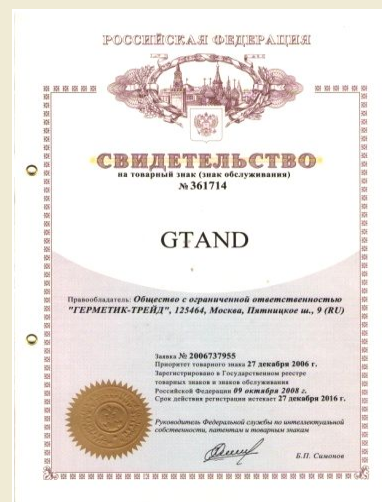 РОССИЙСКАЯ ФЕДЕРАЦИЯ
СВИДЕТЕЛЬСТВО
на товарный знак (знак обслуживания)
№ 361714
GTAND
Правообладатель: Общество с ограниченной ответственностью
"ГЕРМЕТИК-ТРЕЙД", 125464, Москва, Пятницкое ш., 9 (RU)
Заявка № 2006737955
Приоритет товарного знака 27 декабря 2006 г.
Зарегистрировано в Государственном реестре
товарных знаков и знаков обслуживания
Российской Федерации 09 октября 2008 г.
Срок действия регистрации истекает 27 декабря 2016 г.
Руководитель Федеральной службы по интеллектуальной
собственности, патентам и товарным знакам
Б.П. Симонов